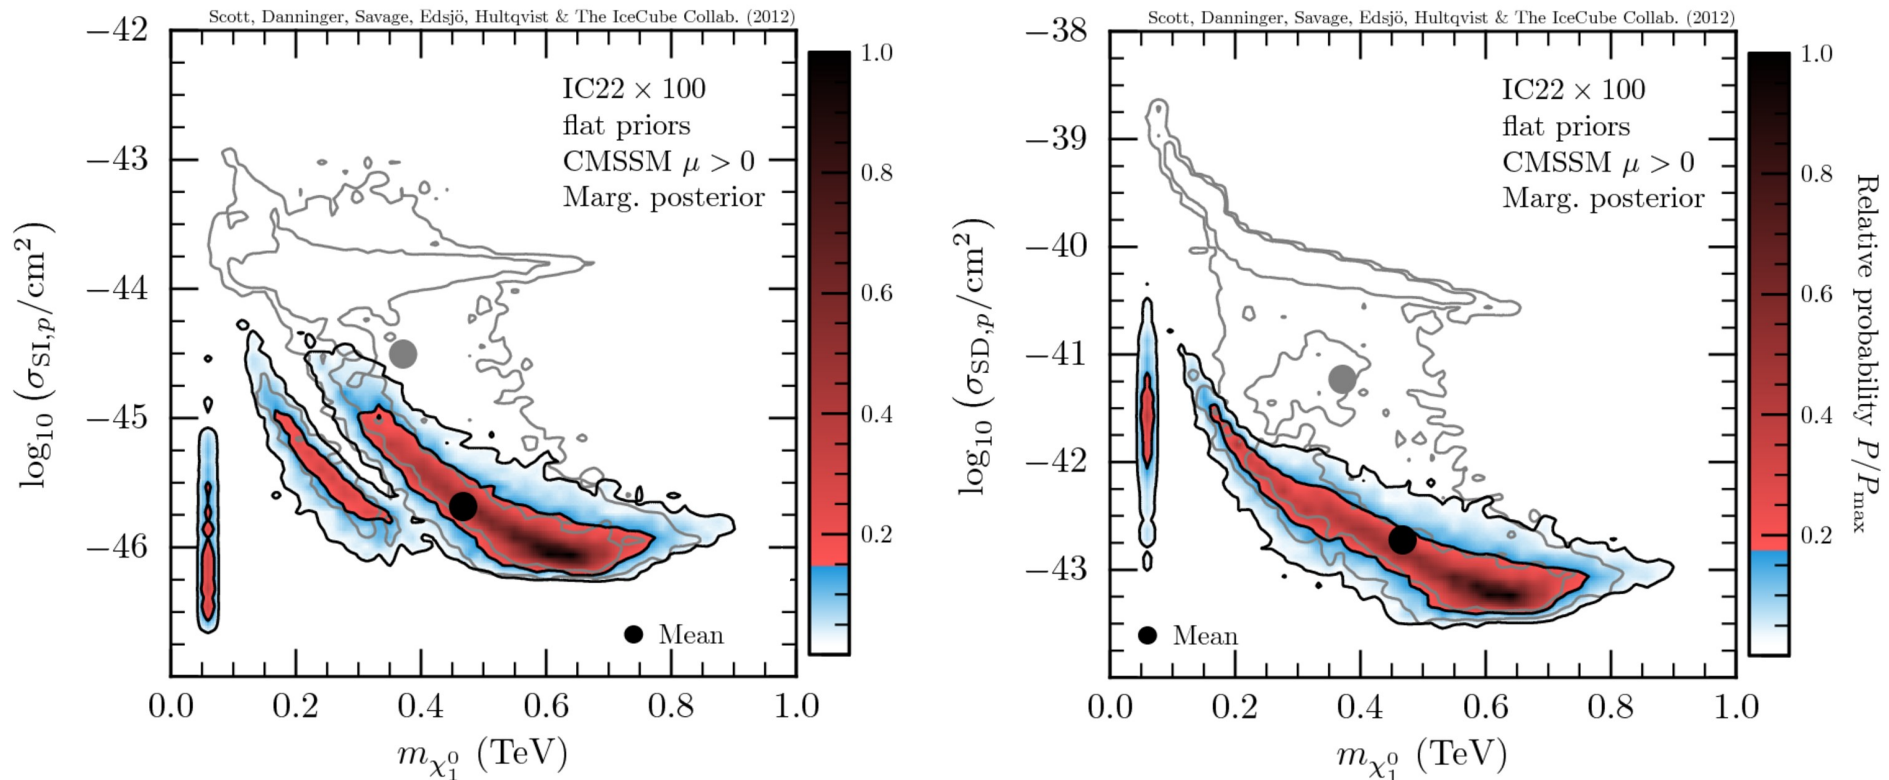 Scott, Danninger, Savage, Edsjö, Hultqvist & The IceCube Collab. (2012)
−42
−43
−44
−45
−46
log₁₀ (σ_SI,p/cm²)
IC22 × 100
flat priors
CMSSM μ > 0
Marg. posterior
Mean
0.0 0.2 0.4 0.6 0.8 1.0
m_χ₁⁰ (TeV)
1.0
0.8
0.6
0.4
0.2
Scott, Danninger, Savage, Edsjö, Hultqvist & The IceCube Collab. (2012)
−38
−39
−40
−41
−42
−43
log₁₀ (σ_SD,p/cm²)
IC22 × 100
flat priors
CMSSM μ > 0
Marg. posterior
Mean
0.0 0.2 0.4 0.6 0.8 1.0
m_χ₁⁰ (TeV)
1.0
0.8
0.6
0.4
0.2
Relative probability P/P_max